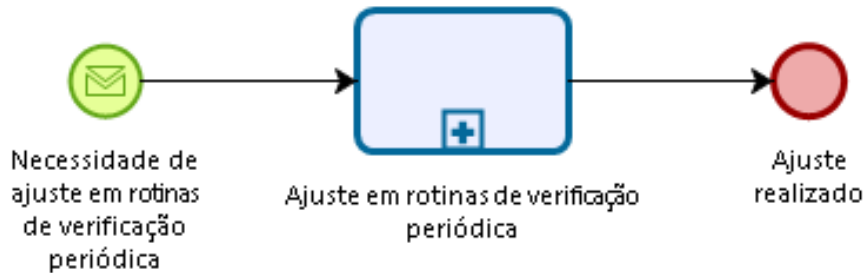 Necessidade de
ajuste em rotinas
de verificação
periódica
Ajuste em rotinas de verificação
periódica
Ajuste
realizado